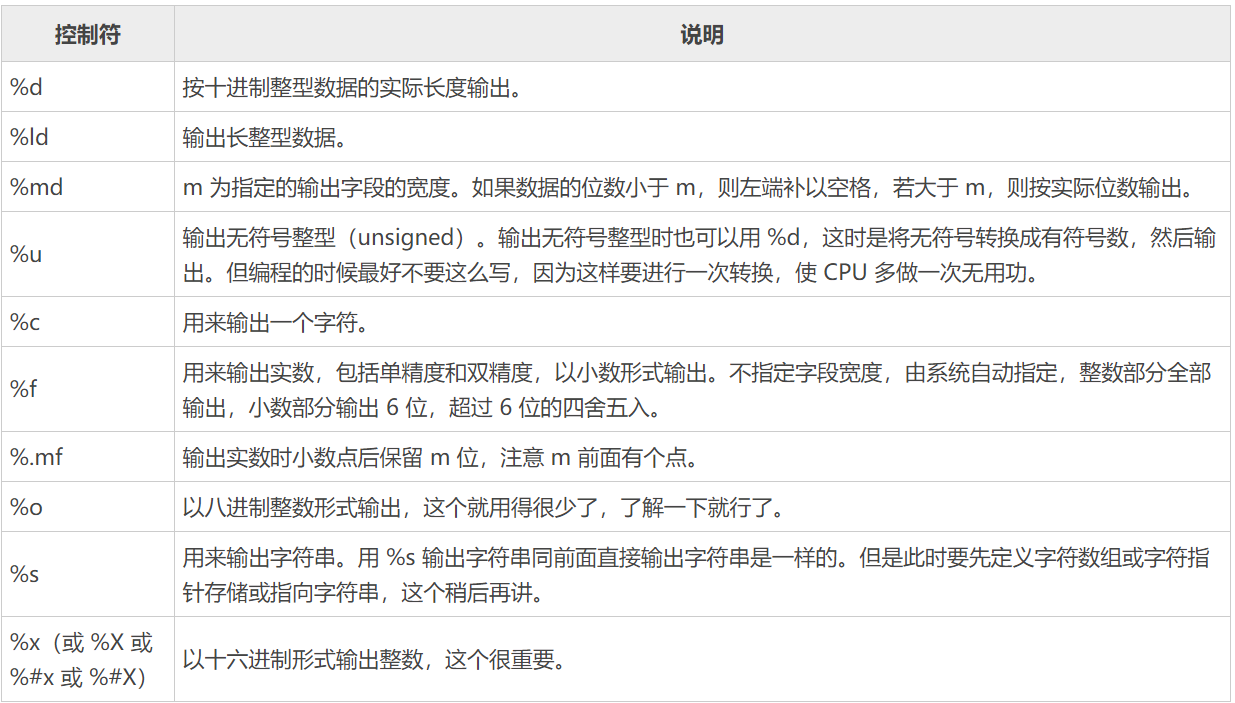 控制符 说明
%d 按十进制整型数据的实际长度输出。
%ld 输出长整型数据。
%md m 为指定的输出字段的宽度。如果数据的位数小于 m，则左端补以空格，若大于 m，则按实际位数输出。
%u 输出无符号整型（unsigned）。输出无符号整型时也可以用 %d，这时是将无符号转换成有符号数，然后输
出。但编程的时候最好不要这么写，因为这样要进行一次转换，使 CPU 多做一次无用功。
%c 用来输出一个字符。
%f 用来输出实数，包括单精度和双精度，以小数形式输出。不指定字段宽度，由系统自动指定，整数部分全部
输出，小数部分输出 6 位，超过 6 位的四舍五入。
%.mf 输出实数时小数点后保留 m 位，注意 m 前面有个点。
%o 以八进制整数形式输出，这个就用得很少了，了解一下就行了。
%s 用来输出字符串。用 %s 输出字符串同前面直接输出字符串是一样的。但是此时要先定义字符数组或字符指
针存储或指向字符串，这个稍后再讲。
%x（或 %X 或
%#x 或 %#X） 以十六进制形式输出整数，这个很重要。